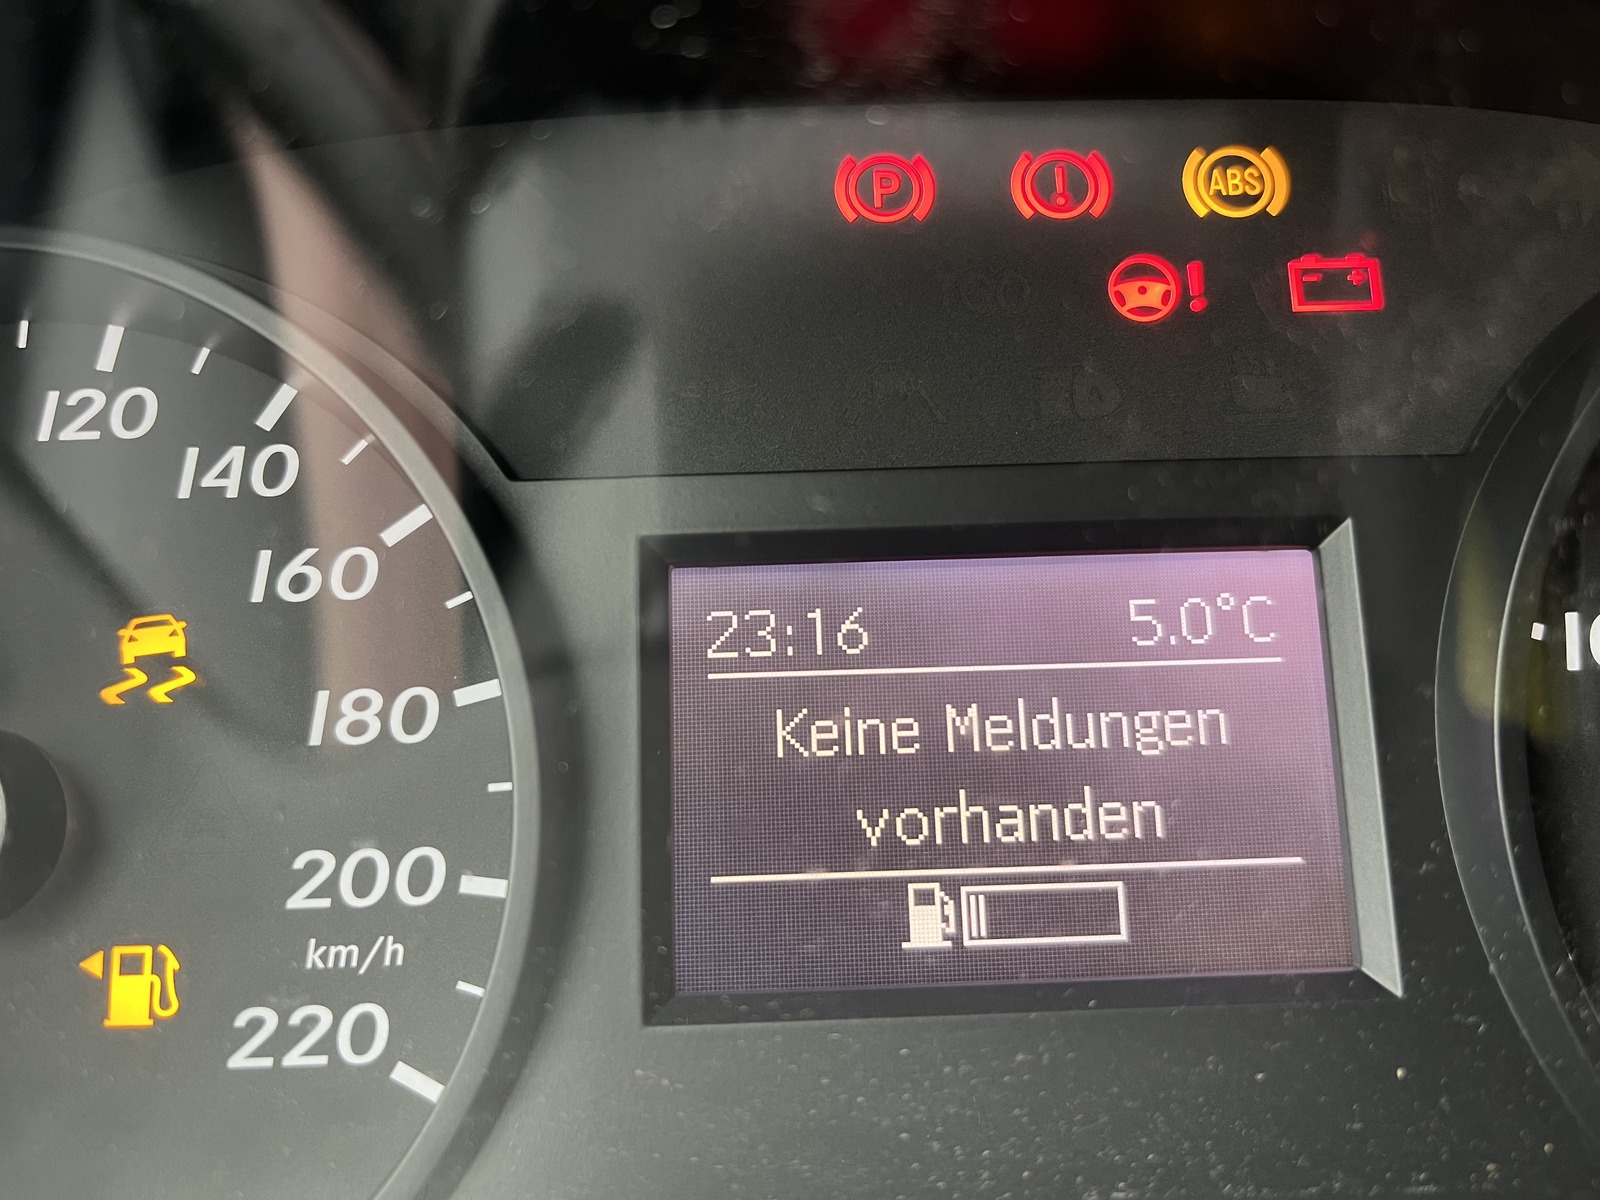 P
!
ABS
!
120
140
160
180
200
km/h
220
23:16 5.0°C
Keine Meldungen
vorhanden